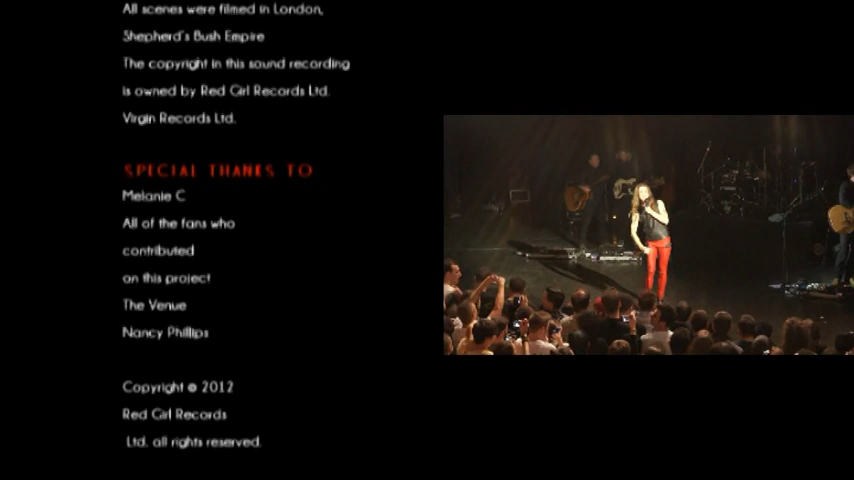 All scenes were filmed in London,
Shepherd's Bush Empire
The copyright in this sound recording
is owned by Red Girl Records Ltd.
Virgin Records Ltd.
SPECIAL THANKS TO
Melanie C
All of the fans who
contributed
on this project
The Venue
Nancy Phillips
Copyright © 2012
Red Girl Records
Ltd. all rights reserved.